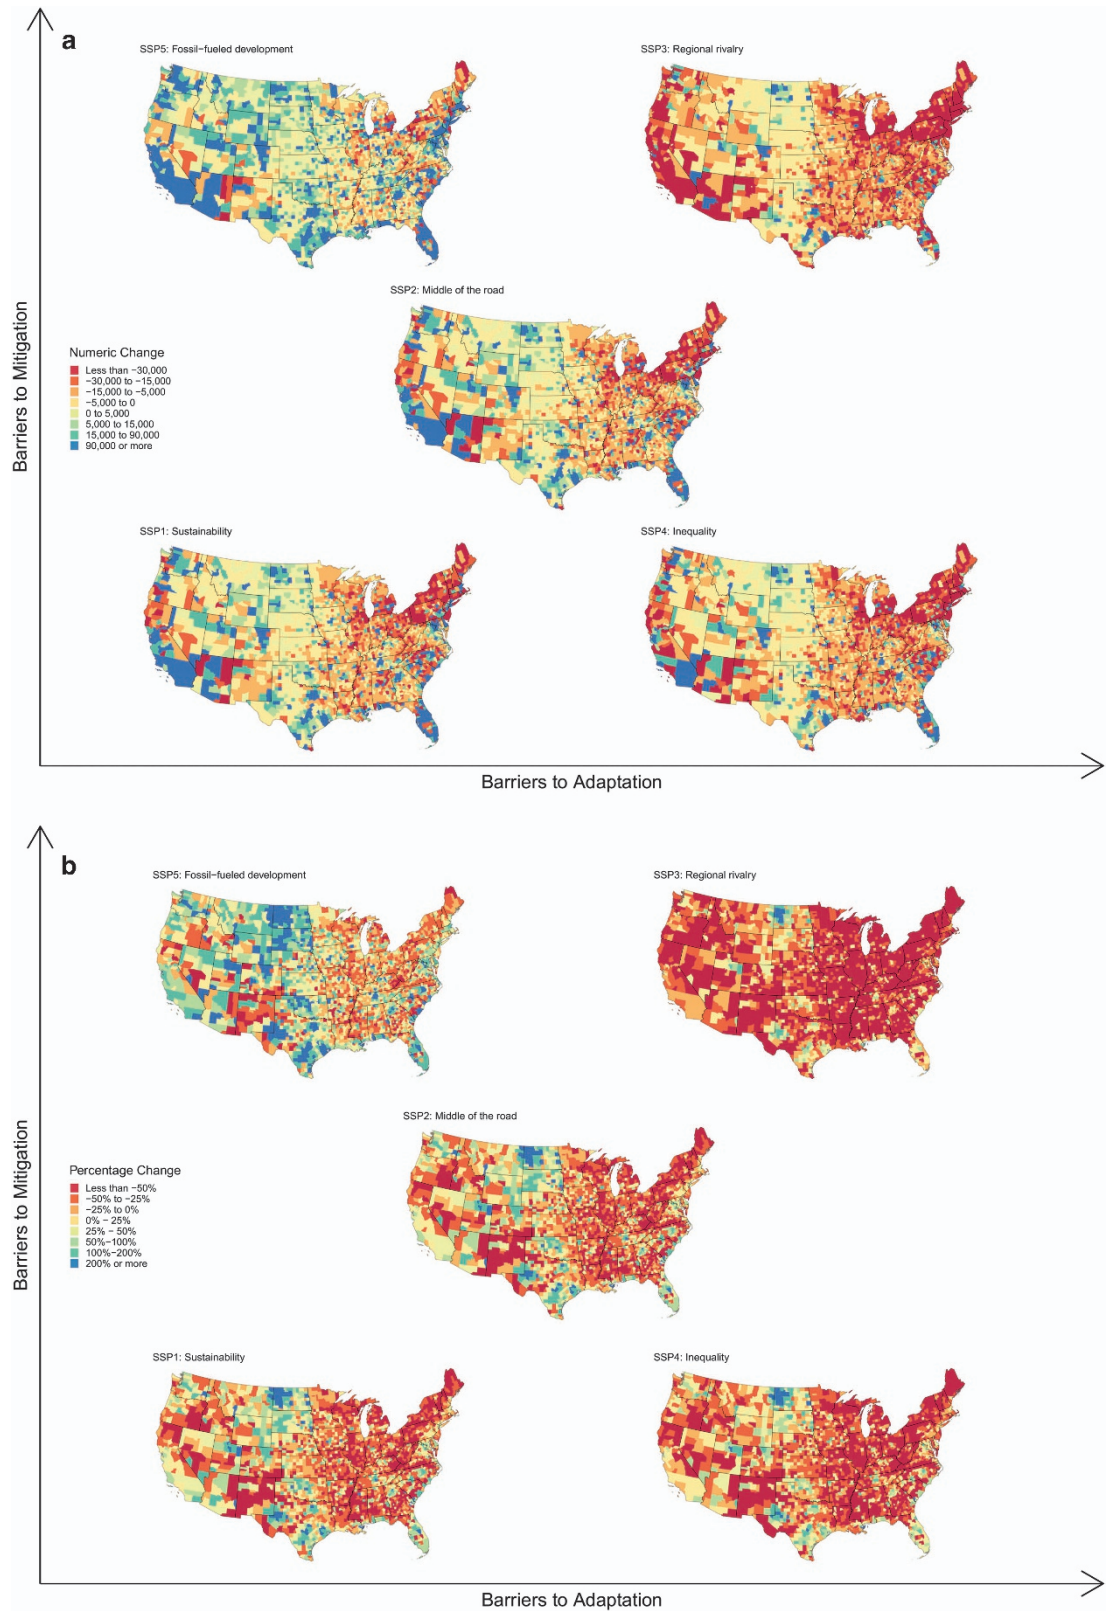 a
SSP5: Fossil−fueled development
SSP3: Regional rivalry
SSP2: Middle of the road
Barriers to Mitigation
Numeric Change
Less than −30,000
−30,000 to −15,000
−15,000 to −5,000
−5,000 to 0
0 to 5,000
5,000 to 15,000
15,000 to 90,000
90,000 or more
SSP1: Sustainability
SSP4: Inequality
Barriers to Adaptation
b
SSP5: Fossil−fueled development
SSP3: Regional rivalry
SSP2: Middle of the road
Barriers to Mitigation
Percentage Change
Less than −50%
−50% to −25%
−25% to 0%
0% − 25%
25% − 50%
50%−100%
100%−200%
200% or more
SSP1: Sustainability
SSP4: Inequality
Barriers to Adaptation